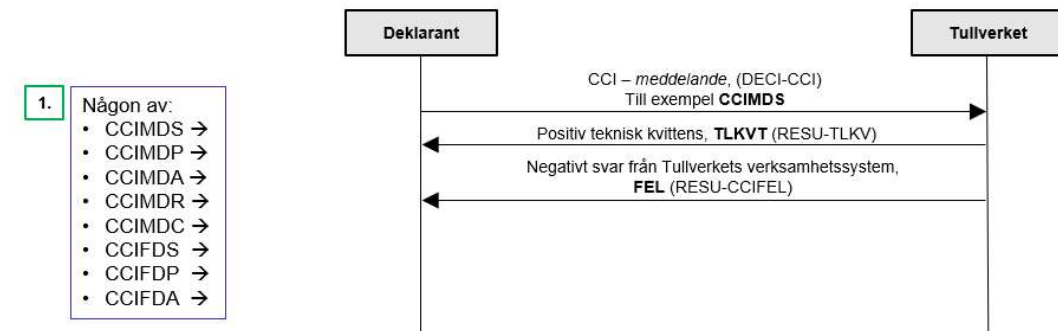 Deklarant
Tullverket
CCI – meddelande, (DECI-CCI)
Till exempel CCIMDS
Positiv teknisk kvittens, TLKVT (RESU-TLKV)
Negativt svar från Tullverkets verksamhetssystem,
FEL (RESU-CCIFEL)
1.
Någon av:
• CCIMDS →
• CCIMDP →
• CCIMDA →
• CCIMDR →
• CCIMDC →
• CCIFDS →
• CCIFDP →
• CCIFDA →